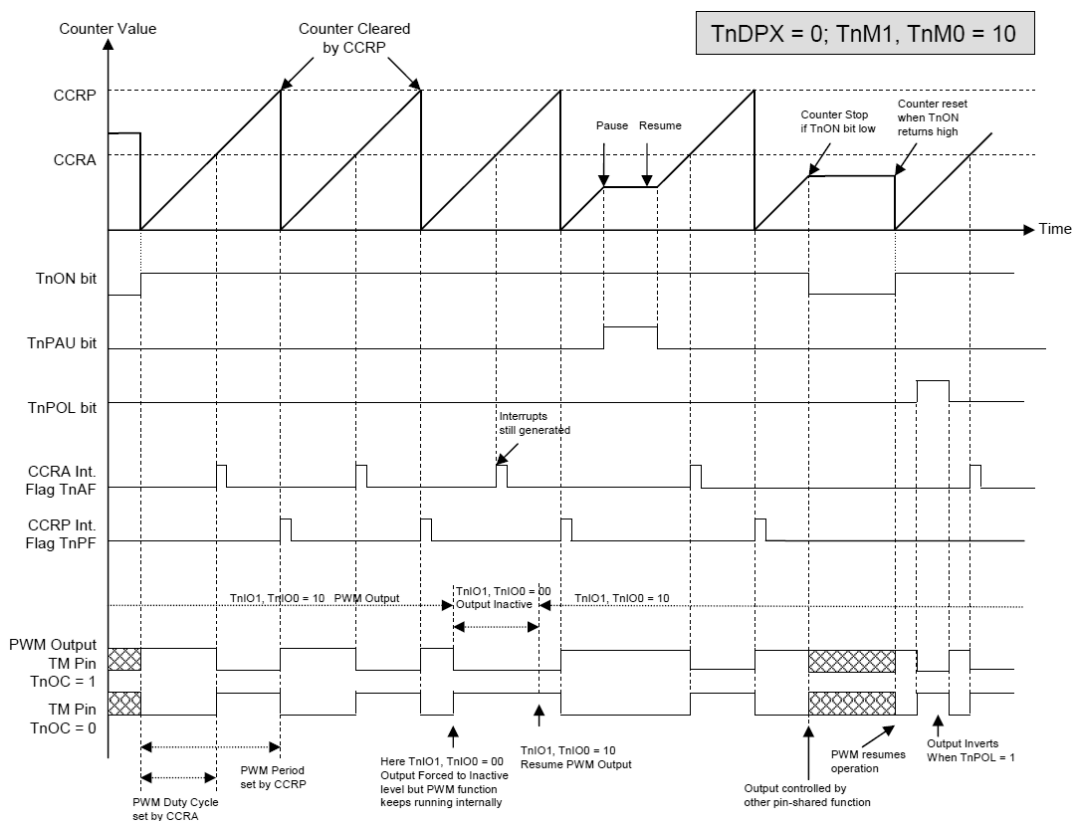 Counter Value
Counter Cleared
by CCRP
TnDPX = 0; TnM1, TnM0 = 10
CCRP
CCRA
Pause
Resume
Counter Stop
if TnON bit low
Counter reset
when TnON
returns high
Time
TnON bit
TnPAU bit
TnPOL bit
Interrupts
still generated
CCRA Int.
Flag TnAF
CCRP Int.
Flag TnPF
TnIO1, TnIO0 = 10 PWM Output
TnIO1, TnIO0 = 00
Output Inactive
TnIO1, TnIO0 = 10
PWM Output
TM Pin
TnOC = 1
TM Pin
TnOC = 0
PWM Period
set by CCRP
PWM Duty Cycle
set by CCRA
Here TnIO1, TnIO0 = 00
Output Forced to Inactive
level but PWM function
keeps running internally
TnIO1, TnIO0 = 10
Resume PWM Output
Output controlled by
other pin-shared function
PWM resumes
operation
Output Inverts
When TnPOL = 1